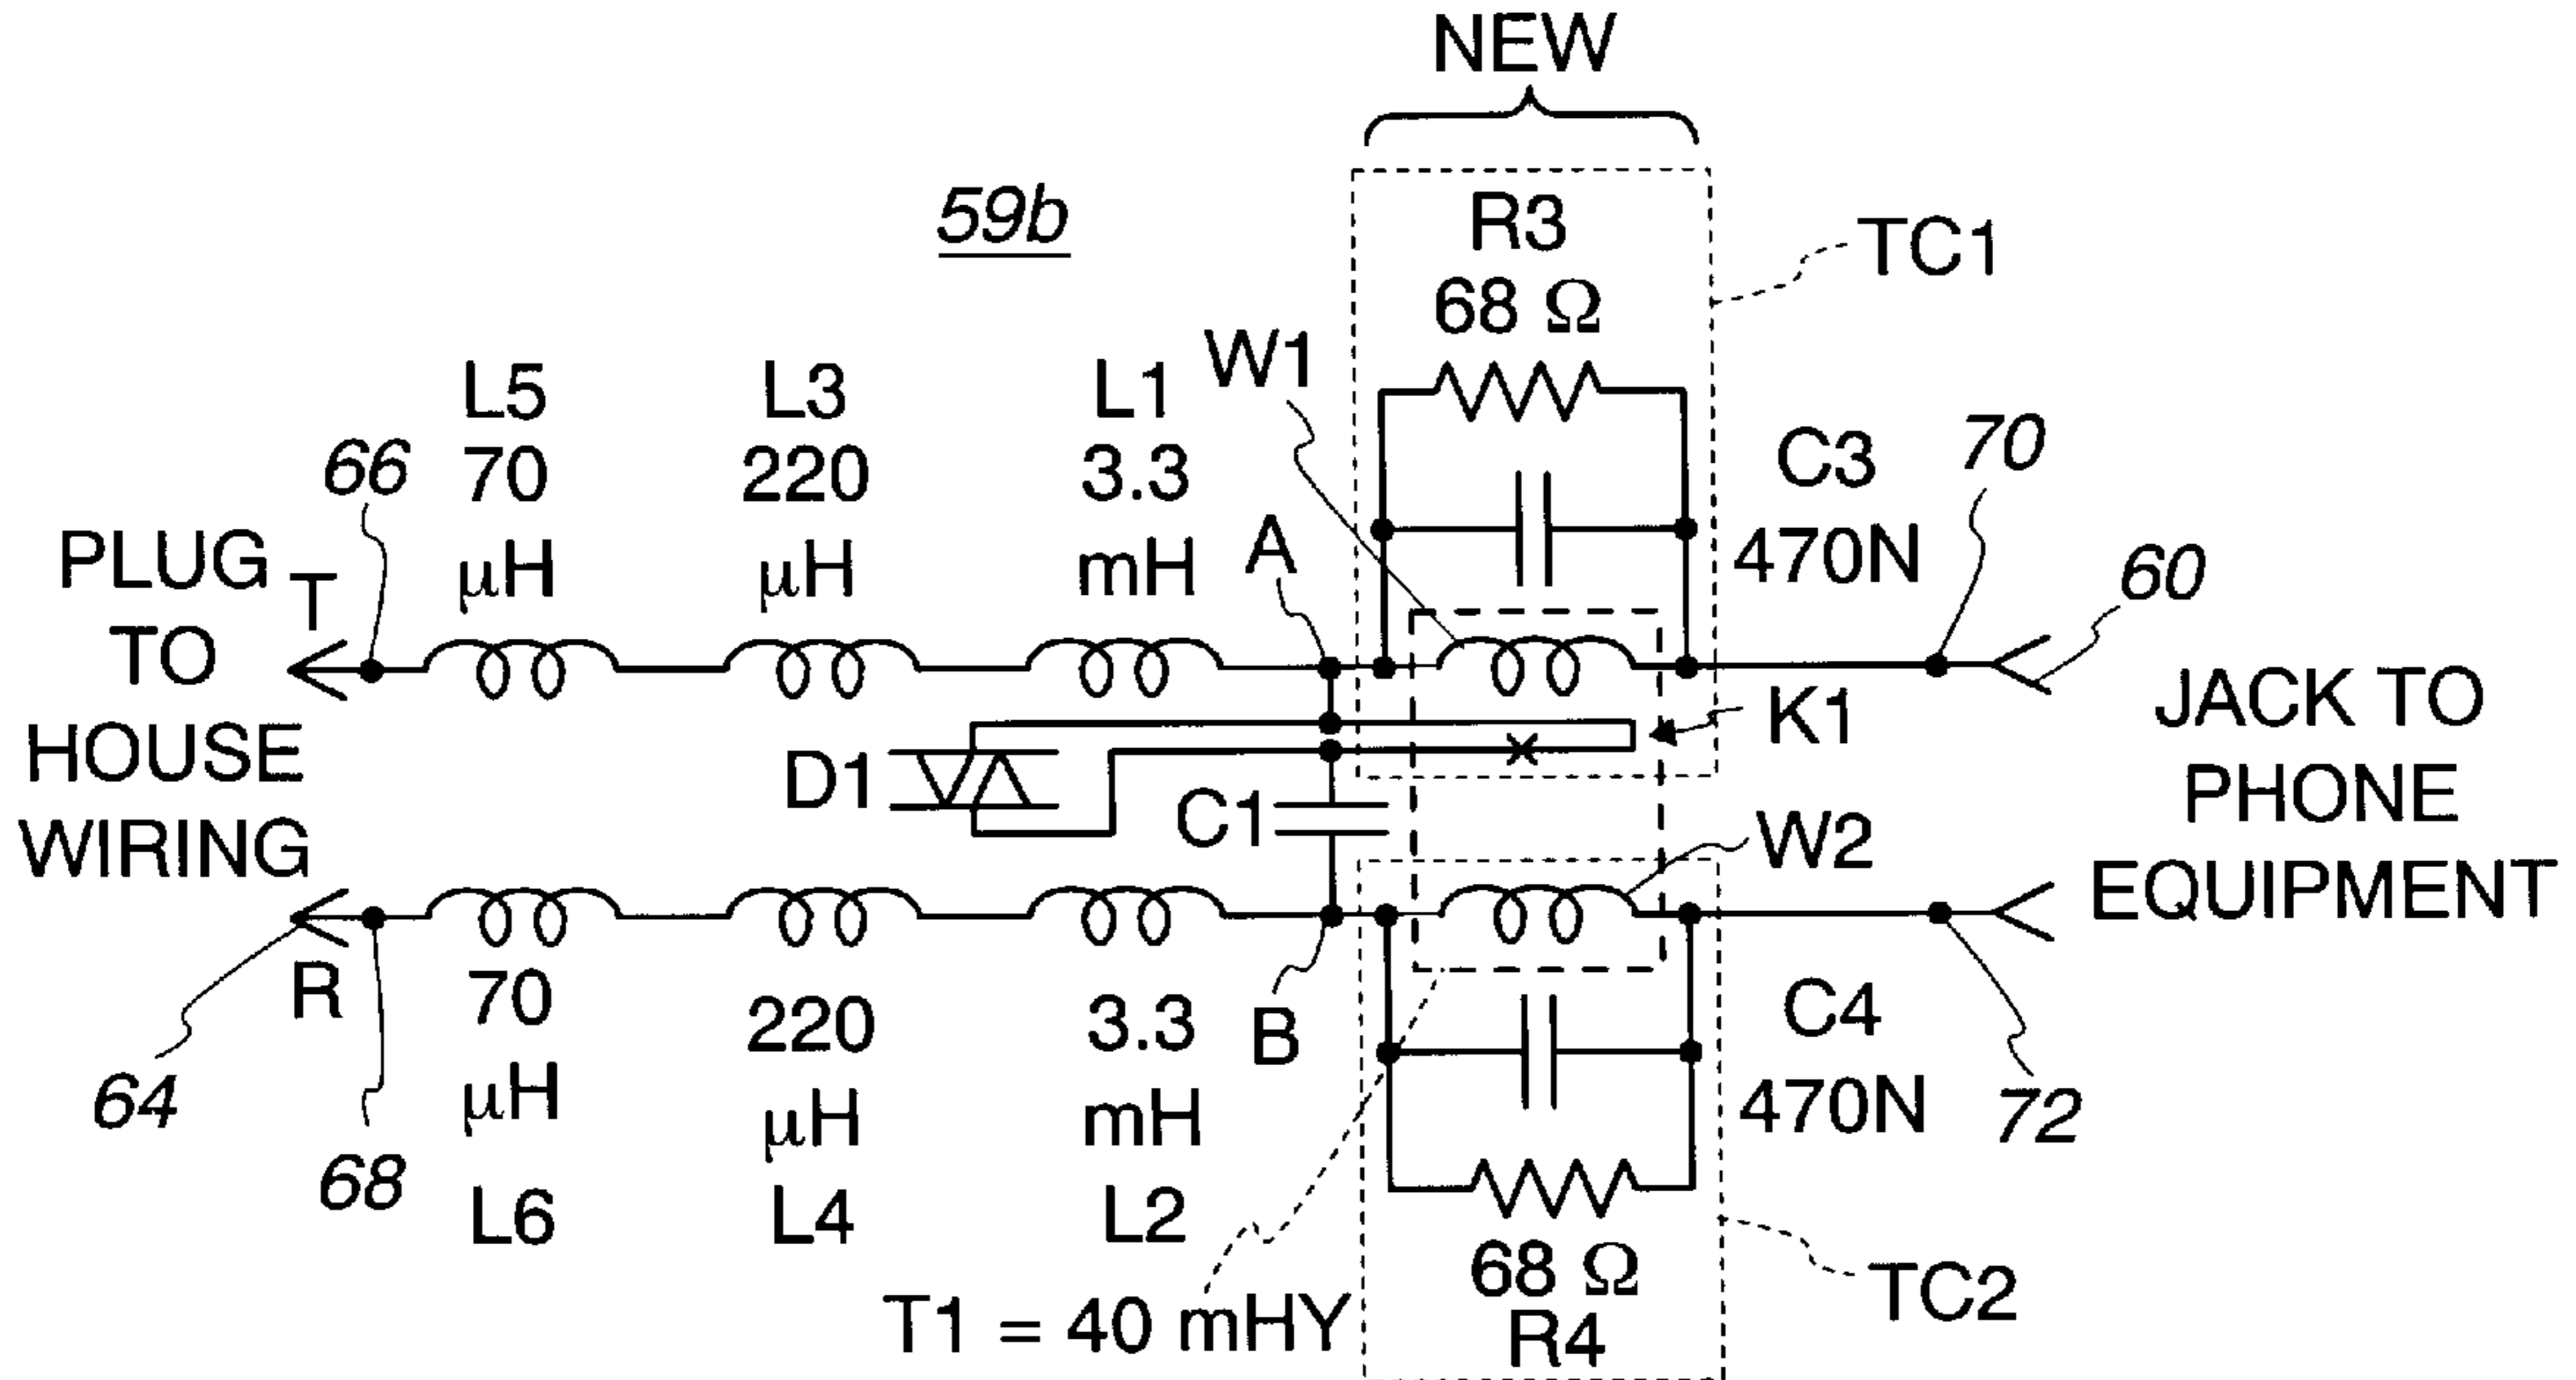 NEW
59b
R3
68 Ω
TC1
W1
L5
70
μH
L3
220
μH
L1
3.3
mH
C3
470N
66
70
60
A
PLUG
TO
HOUSE
WIRING
T
K1
JACK TO
PHONE
EQUIPMENT
D1
C1
W2
R
64
68
70
μH
L6
220
μH
L4
3.3
mH
L2
B
C4
470N
72
68 Ω
R4
TC2
T1 = 40 mHY